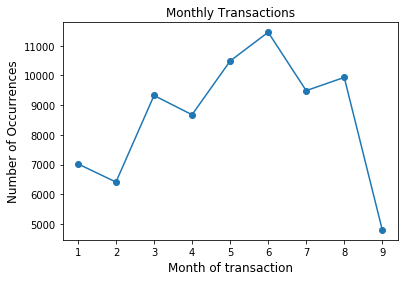 Monthly Transactions
11000
10000
9000
8000
7000
6000
5000
Number of Occurrences
1 2 3 4 5 6 7 8 9
Month of transaction